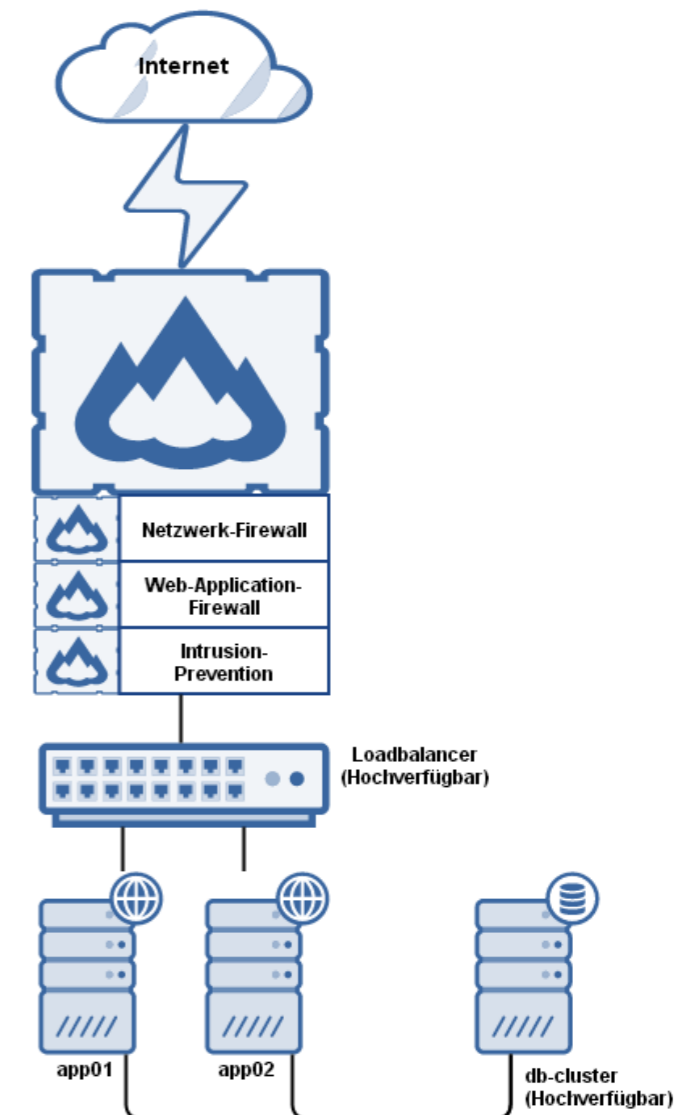 Internet
Netzwerk-Firewall
Web-Application-
Firewall
Intrusion-
Prevention
Loadbalancer
(Hochverfügbar)
app01
app02
db-cluster
(Hochverfügbar)